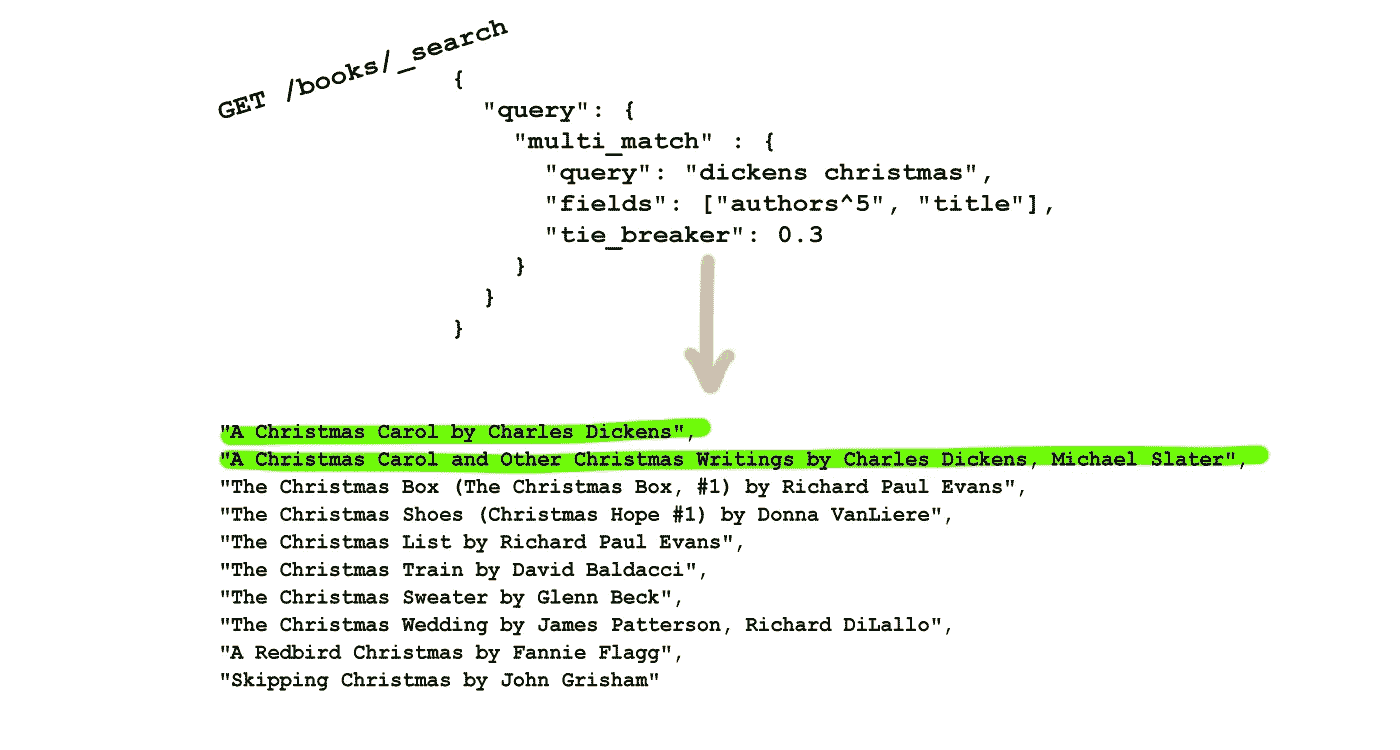 GET /books/_search
{
"query": {
"multi_match" : {
"query": "dickens christmas",
"fields": ["authors^5", "title"],
"tie_breaker": 0.3
}
}
}
"A Christmas Carol by Charles Dickens",
"A Christmas Carol and Other Christmas Writings by Charles Dickens, Michael Slater",
"The Christmas Box (The Christmas Box, #1) by Richard Paul Evans",
"The Christmas Shoes (Christmas Hope #1) by Donna VanLiere",
"The Christmas List by Richard Paul Evans",
"The Christmas Train by David Baldacci",
"The Christmas Sweater by Glenn Beck",
"The Christmas Wedding by James Patterson, Richard DiLallo",
"A Redbird Christmas by Fannie Flagg",
"Skipping Christmas by John Grisham"